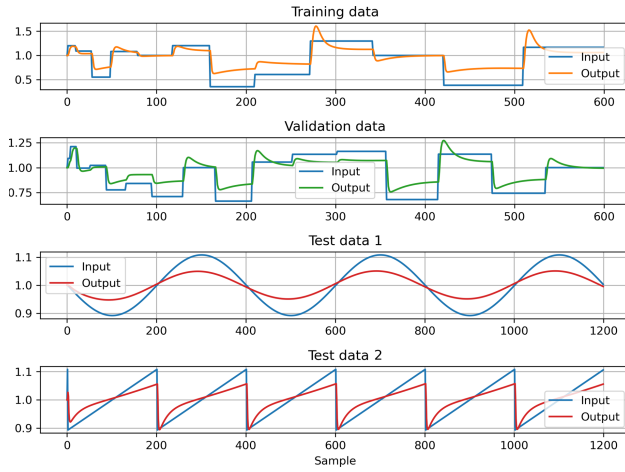 Training data
1.5
1.0
0.5
0 100 200 300 400 500 600
Input
Output
Validation data
1.25
1.00
0.75
0 100 200 300 400 500 600
Input
Output
Test data 1
1.1
1.0
0.9
0 200 400 600 800 1000 1200
Input
Output
Test data 2
1.1
1.0
0.9
0 200 400 600 800 1000 1200
Input
Output
Sample